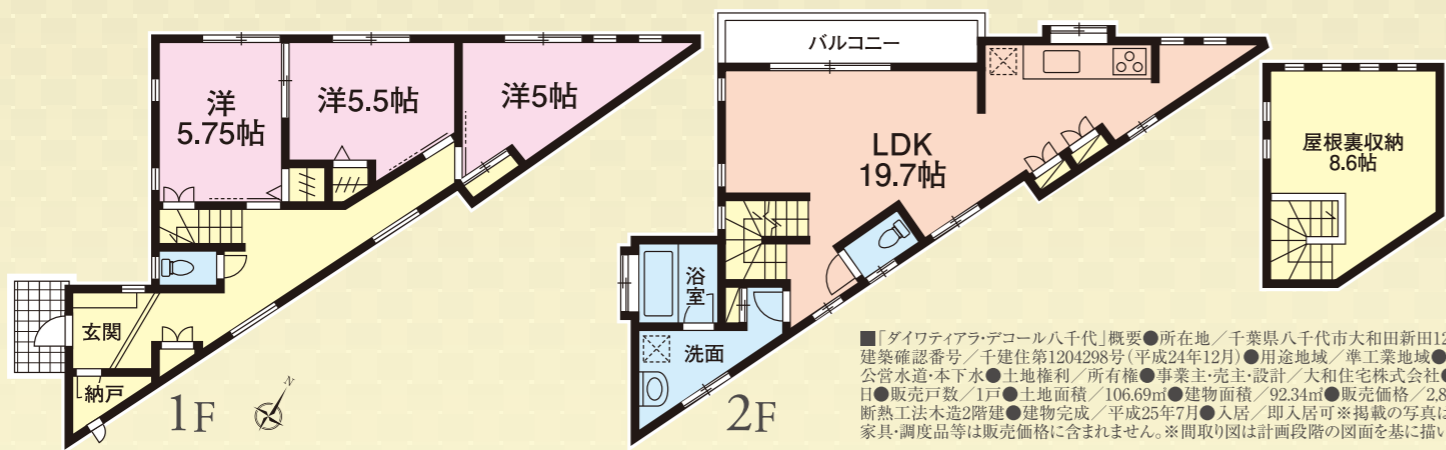 洋
5.75帖
洋5.5帖
洋5帖
玄関
納戸
1F
N
バルコニー
LDK
19.7帖
浴
室
洗面
2F
屋根裏収納
8.6帖
■「ダイワティアラ・デコール八千代」概要●所在地／千葉県八千代市大和田新田12
建築確認番号／千建住第1204298号(平成24年12月)●用途地域／準工業地域●
公営水道・本下水●土地権利／所有権●事業主・売主・設計／大和住宅株式会社●
日●販売戸数／1戸●土地面積／106.69㎡●建物面積／92.34㎡●販売価格／2,8
断熱工法木造2階建●建物完成／平成25年7月●入居／即入居可※掲載の写真は
家具・調度品等は販売価格に含まれません。※間取り図は計画段階の図面を基に描い